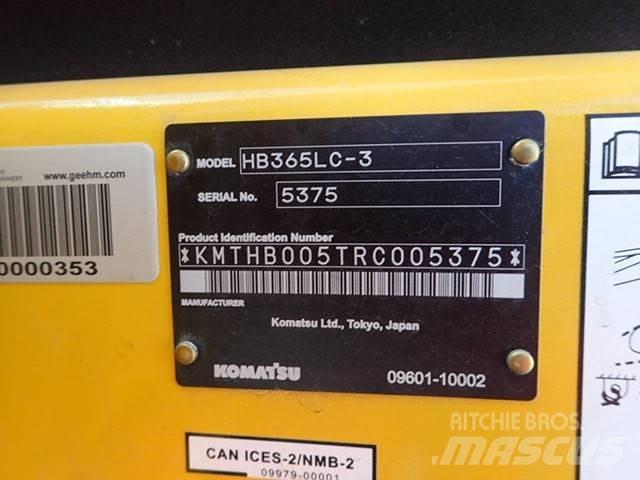 MACHINERY
www.geehm.com
0000353
MODEL HB365LC-3
SERIAL No. 5375
Product Identification Number
*KMTHB005TRC005375*
MANUFACTURER
Komatsu Ltd., Tokyo, Japan
KOMATSU
09601-10002
CAN ICES-2/NMB-2
09979-00001
RITCHIE BROS.
MASCUS